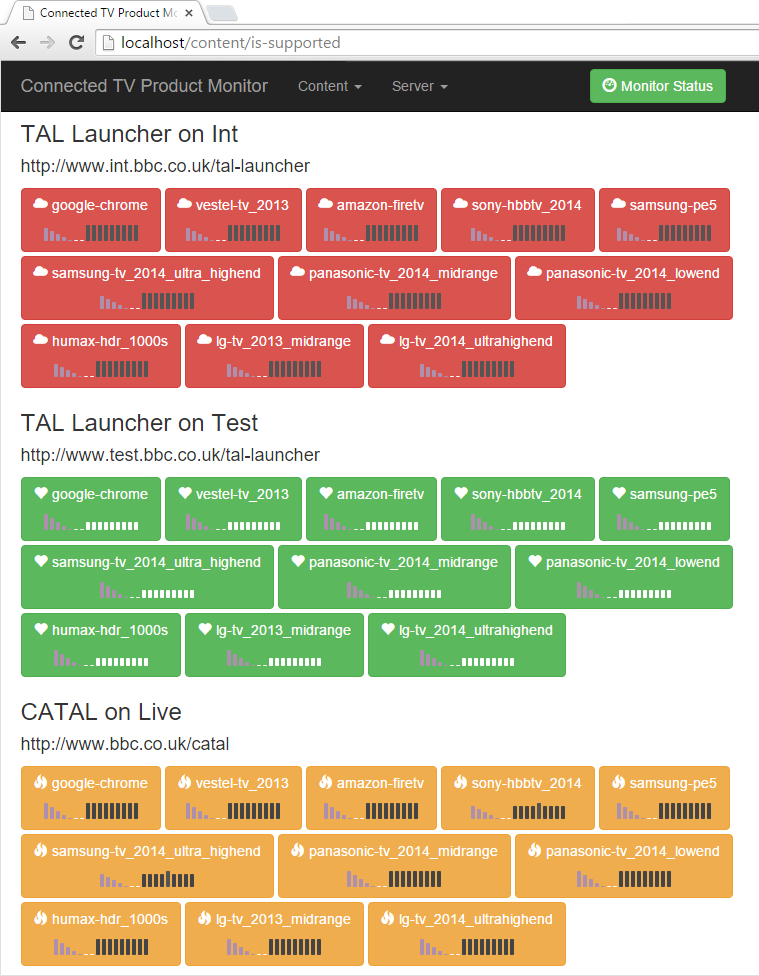 Connected TV Product Mo
localhost/content/is-supported
Connected TV Product Monitor Content Server Monitor Status
TAL Launcher on Int
http://www.int.bbc.co.uk/tal-launcher
google-chrome vestel-tv_2013 amazon-firetv sony-hbbtv_2014 samsung-pe5
samsung-tv_2014_ultra_highend panasonic-tv_2014_midrange panasonic-tv_2014_lowend
humax-hdr_1000s lg-tv_2013_midrange lg-tv_2014_ultrahighend
TAL Launcher on Test
http://www.test.bbc.co.uk/tal-launcher
google-chrome vestel-tv_2013 amazon-firetv sony-hbbtv_2014 samsung-pe5
samsung-tv_2014_ultra_highend panasonic-tv_2014_midrange panasonic-tv_2014_lowend
humax-hdr_1000s lg-tv_2013_midrange lg-tv_2014_ultrahighend
CATAL on Live
http://www.bbc.co.uk/catal
google-chrome vestel-tv_2013 amazon-firetv sony-hbbtv_2014 samsung-pe5
samsung-tv_2014_ultra_highend panasonic-tv_2014_midrange panasonic-tv_2014_lowend
humax-hdr_1000s lg-tv_2013_midrange lg-tv_2014_ultrahighend